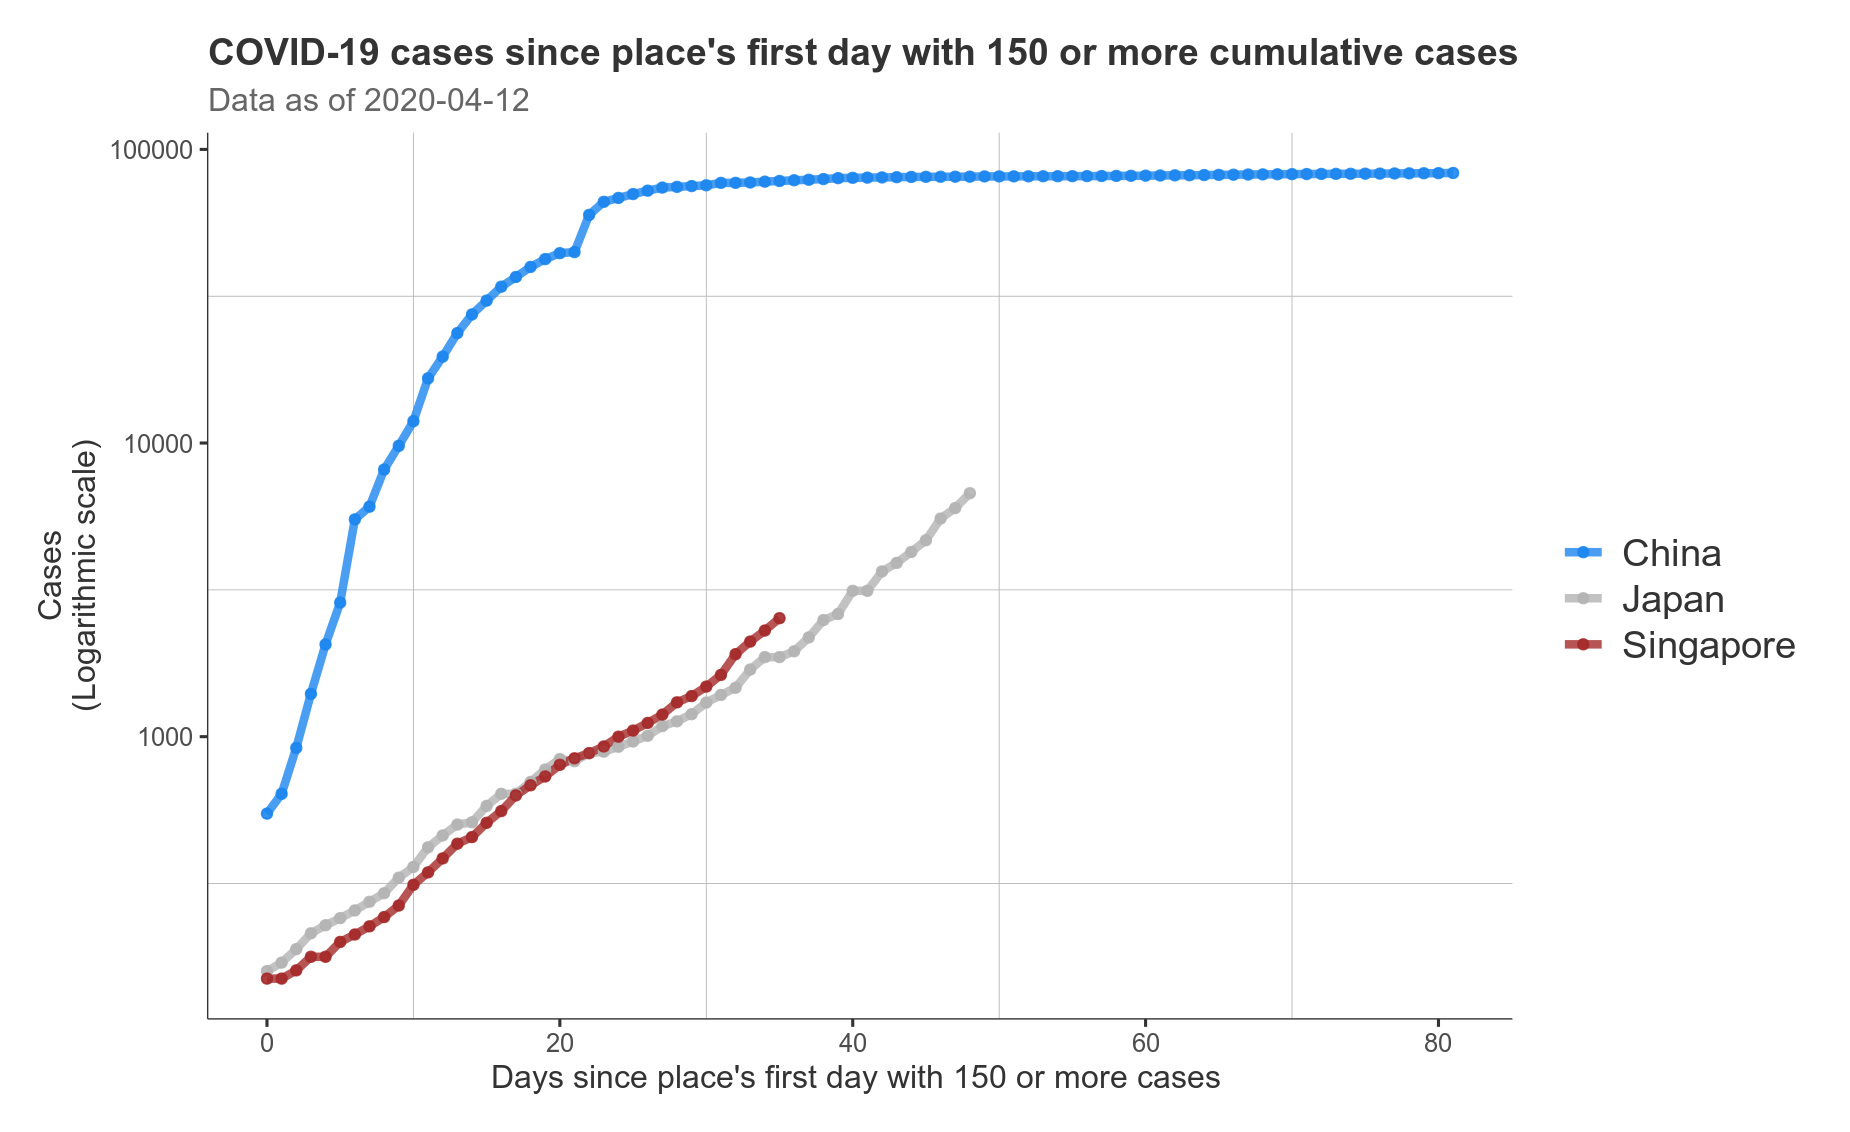 COVID-19 cases since place's first day with 150 or more cumulative cases
Data as of 2020-04-12
100000
10000
1000
Cases
(Logarithmic scale)
China
Japan
Singapore
0 20 40 60 80
Days since place's first day with 150 or more cases